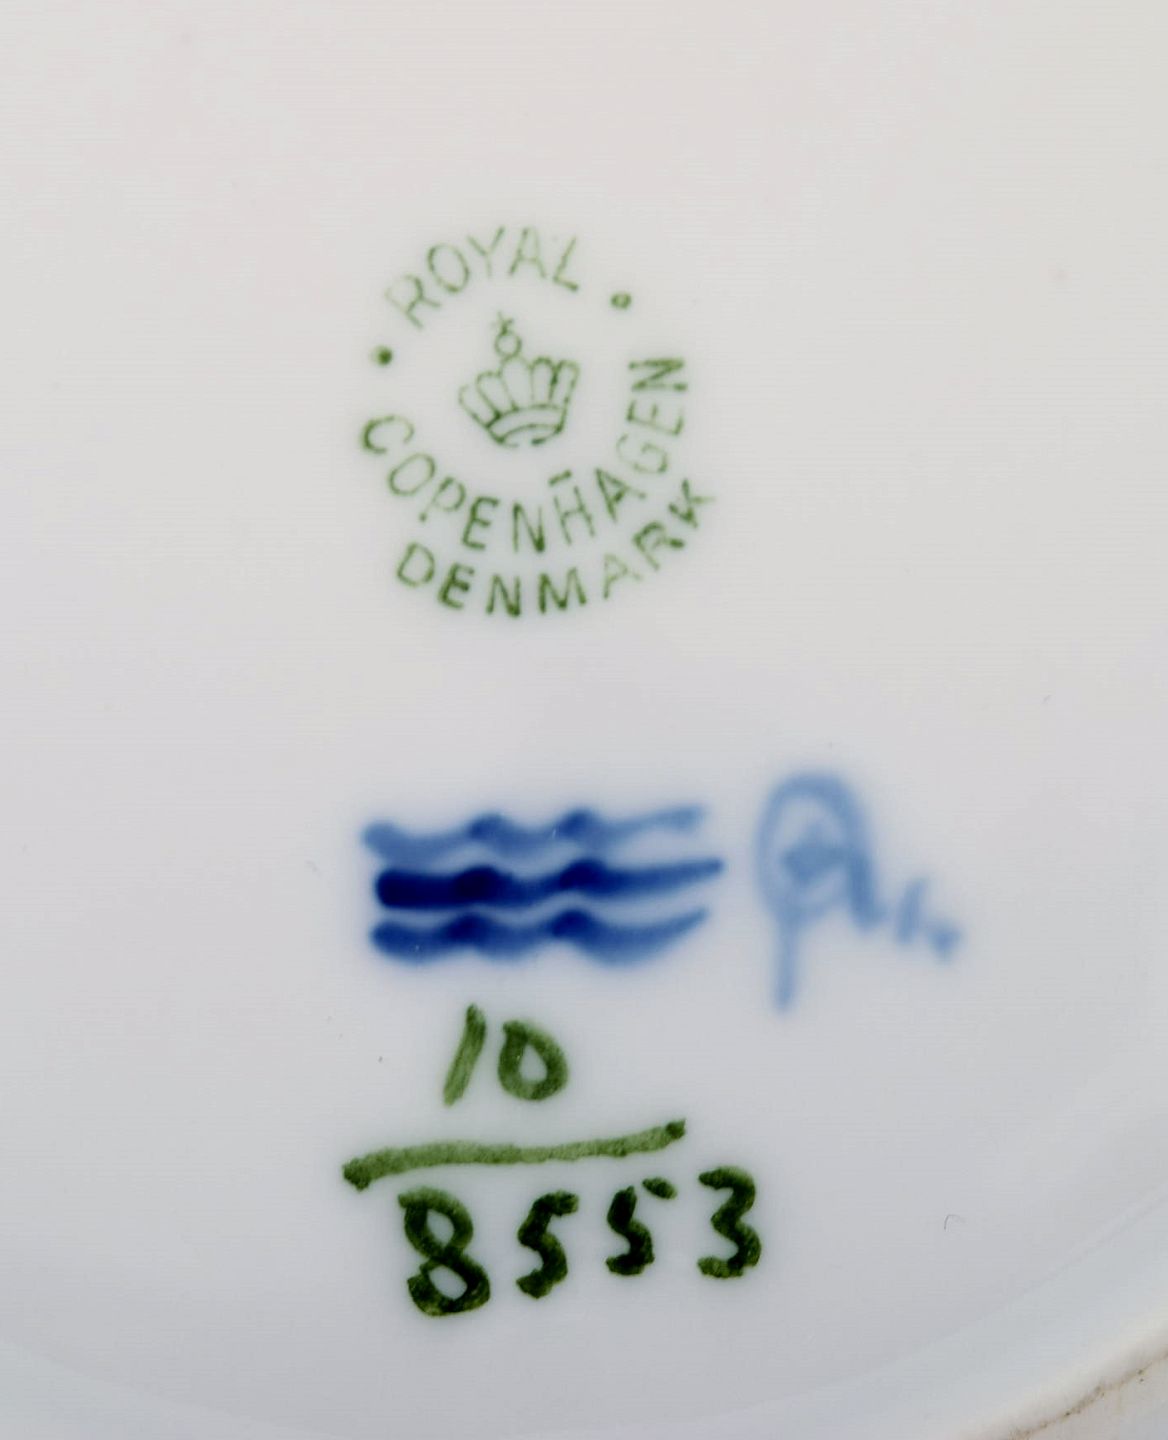 • ROYAL •
COPENHAGEN
DENMARK
10
8553